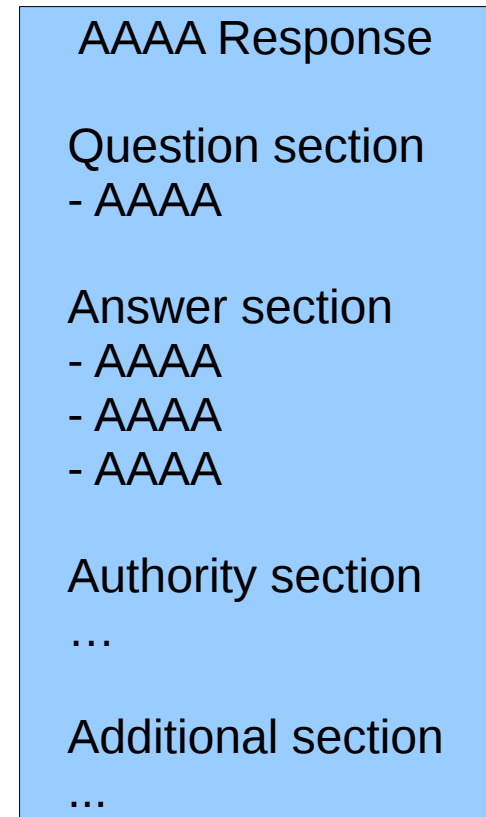 AAAA Response
Question section
- AAAA
Answer section
- AAAA
- AAAA
- AAAA
Authority section
…
Additional section
...